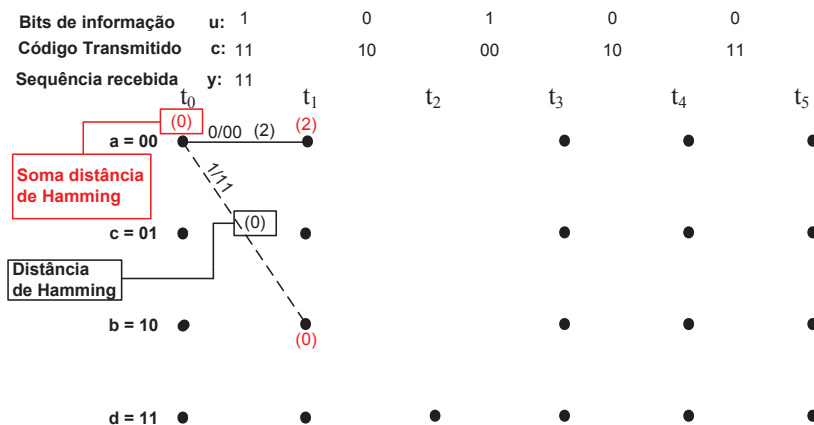 Bits de informação u: 1 0 1 0 0
Código Transmitido c: 11 10 00 10 11
Sequência recebida y: 11
t0 t1 t2 t3 t4 t5
(0) (2)
a = 00 0/00 (2)
1/11
Soma distância
de Hamming
(0)
c = 01
Distância
de Hamming
b = 10
(0)
d = 11